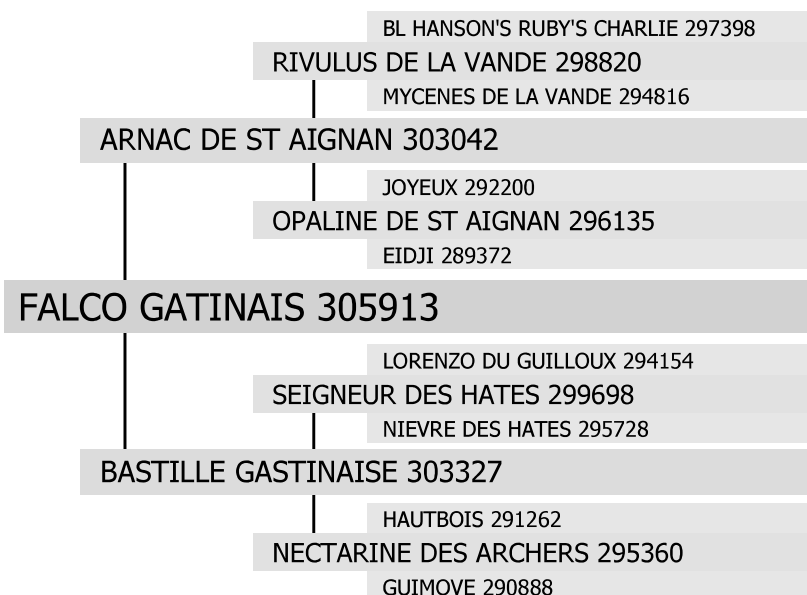 BL HANSON'S RUBY'S CHARLIE 297398
RIVULUS DE LA VANDE 298820
MYCENES DE LA VANDE 294816
ARNAC DE ST AIGNAN 303042
JOYEUX 292200
OPALINE DE ST AIGNAN 296135
EIDJI 289372
FALCO GATINAIS 305913
LORENZO DU GUILLOUX 294154
SEIGNEUR DES HATES 299698
NIEVRE DES HATES 295728
BASTILLE GASTINAISE 303327
HAUTBOIS 291262
NECTARINE DES ARCHERS 295360
GUIMOVE 290888